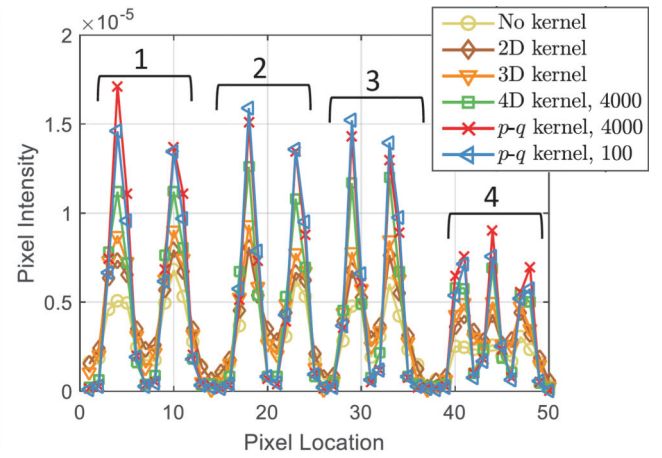 ×10⁻⁵
2
1.5
1
0.5
0
0 10 20 30 40 50
Pixel Intensity
Pixel Location
1
2
3
4
No kernel
2D kernel
3D kernel
4D kernel, 4000
p-q kernel, 4000
p-q kernel, 100